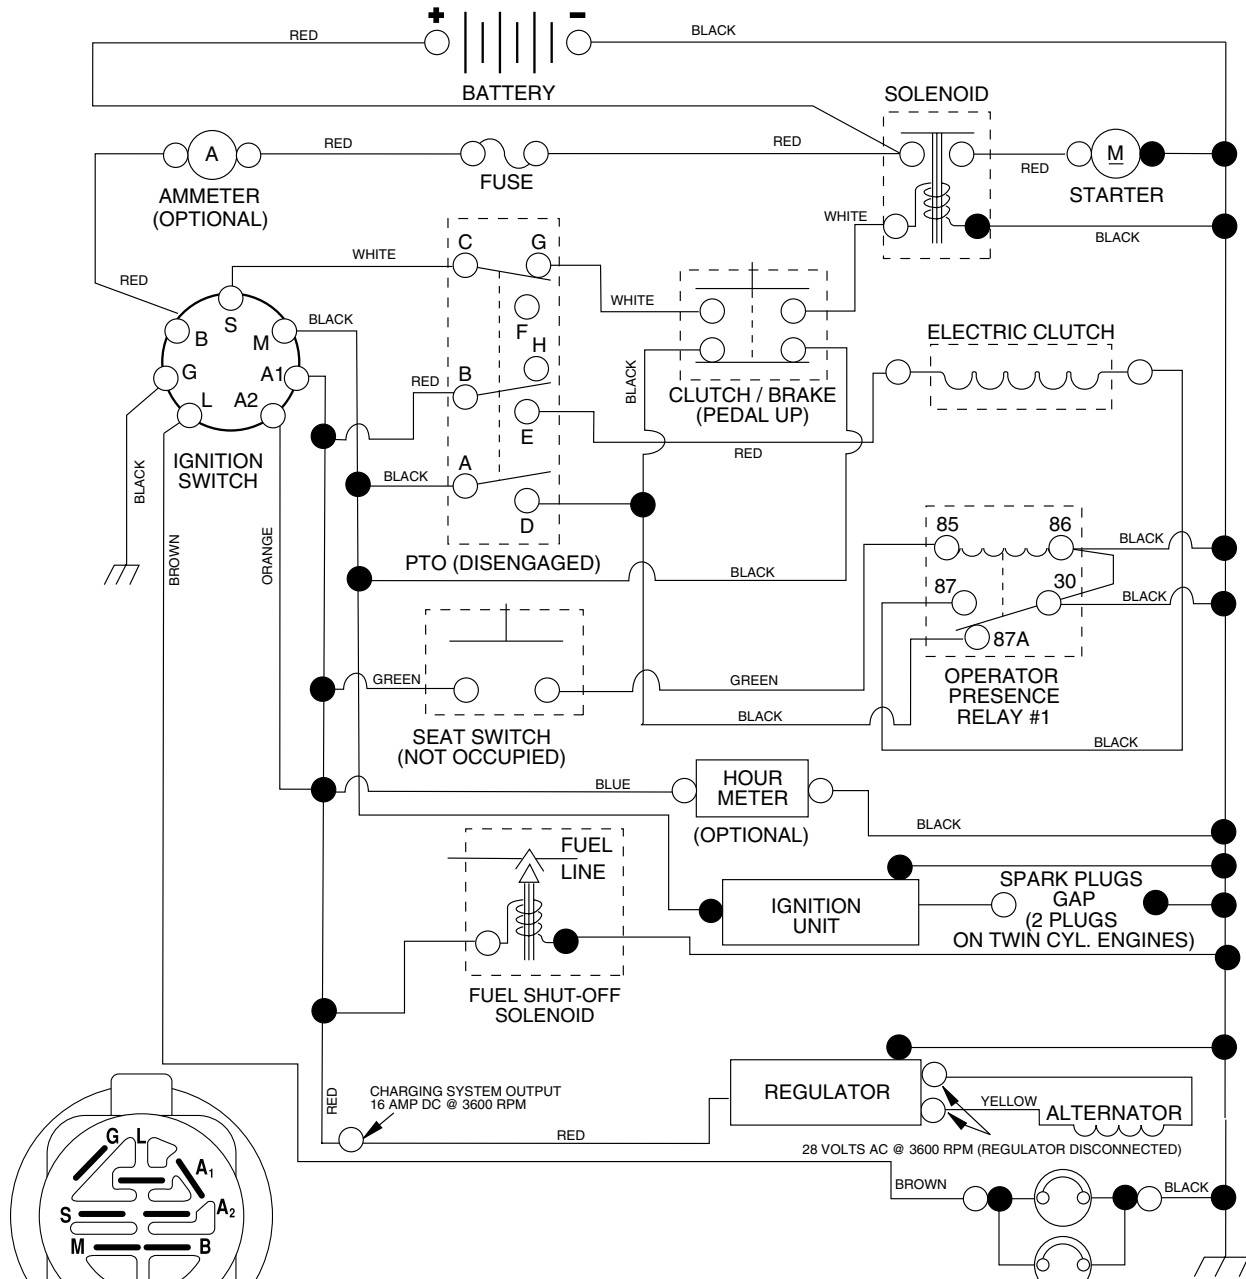 + −
RED
BLACK
BATTERY
SOLENOID
A
RED
RED
M
RED
AMMETER
(OPTIONAL)
FUSE
STARTER
WHITE
BLACK
C G
WHITE
RED
S
B
M
BLACK
F
WHITE
ELECTRIC CLUTCH
H
G
A1
B
RED
L
A2
BLACK
CLUTCH / BRAKE
(PEDAL UP)
E
RED
IGNITION
SWITCH
A
BLACK
BLACK
D
85 86
BLACK
BROWN
ORANGE
PTO (DISENGAGED)
BLACK
87 30
BLACK
87A
GREEN
GREEN
OPERATOR
PRESENCE
RELAY #1
BLACK
SEAT SWITCH
(NOT OCCUPIED)
BLACK
BLUE
HOUR
METER
(OPTIONAL)
BLACK
FUEL
LINE
SPARK PLUGS
GAP
(2 PLUGS
ON TWIN CYL. ENGINES)
IGNITION
UNIT
FUEL SHUT-OFF
SOLENOID
RED
CHARGING SYSTEM OUTPUT
16 AMP DC @ 3600 RPM
REGULATOR
YELLOW
ALTERNATOR
RED
28 VOLTS AC @ 3600 RPM (REGULATOR DISCONNECTED)
G L
A1
BROWN
BLACK
S
A2
M B